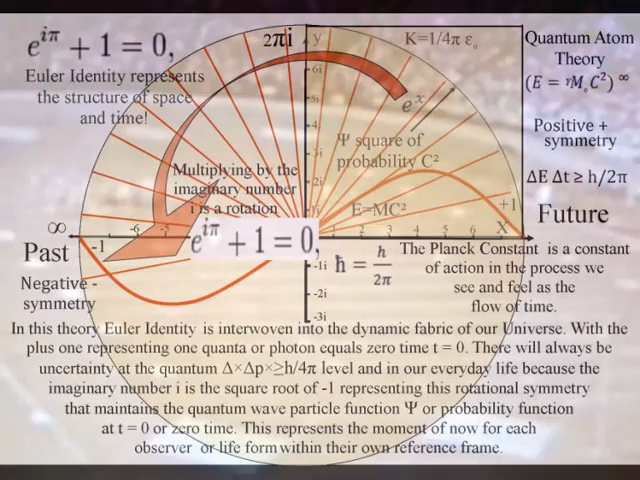 e^{iπ} + 1 = 0,
Euler Identity represents
the structure of space
and time!
2πi
y
K=1/4π ε₀
Quantum Atom
Theory
(E = ᵞM₀C²) ∞
Positive +
symmetry
ΔE Δt ≥ h/2π
Future
6i
5i
4
3i
2i
1i
eˣ
Ψ square of
probability C²
E=MC²
Multiplying by the
imaginary number
i is a rotation
+1
X
1 2 3 4 5 6
∞
-1
-6
-5
Past
Negative -
symmetry
e^{iπ} + 1 = 0,
-1i
-2i
-3i
ħ = h
2π
The Planck Constant is a constant
of action in the process we
see and feel as the
flow of time.
In this theory Euler Identity is interwoven into the dynamic fabric of our Universe. With the
plus one representing one quanta or photon equals zero time t = 0. There will always be
uncertainty at the quantum Δ×Δp×≥h/4π level and in our everyday life because the
imaginary number i is the square root of -1 representing this rotational symmetry
that maintains the quantum wave particle function Ψ or probability function
at t = 0 or zero time. This represents the moment of now for each
observer or life form within their own reference frame.